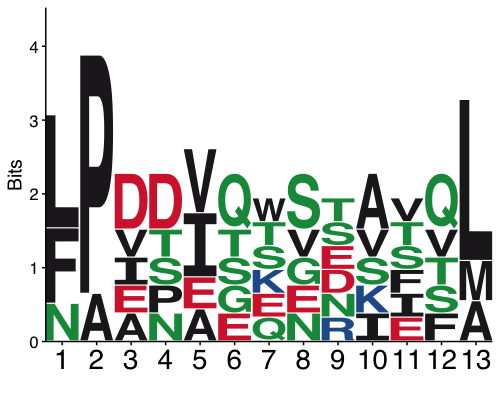 Bits
4
3
2
1
0
L F N
P A
D V I E A
D T S P N
V I E A
Q T S G E
W T S K E Q
S V G E N
T S E D N R
A V S K I
V T S F I E
Q V T S F
L M A
1 2 3 4 5 6 7 8 9 10 11 12 13